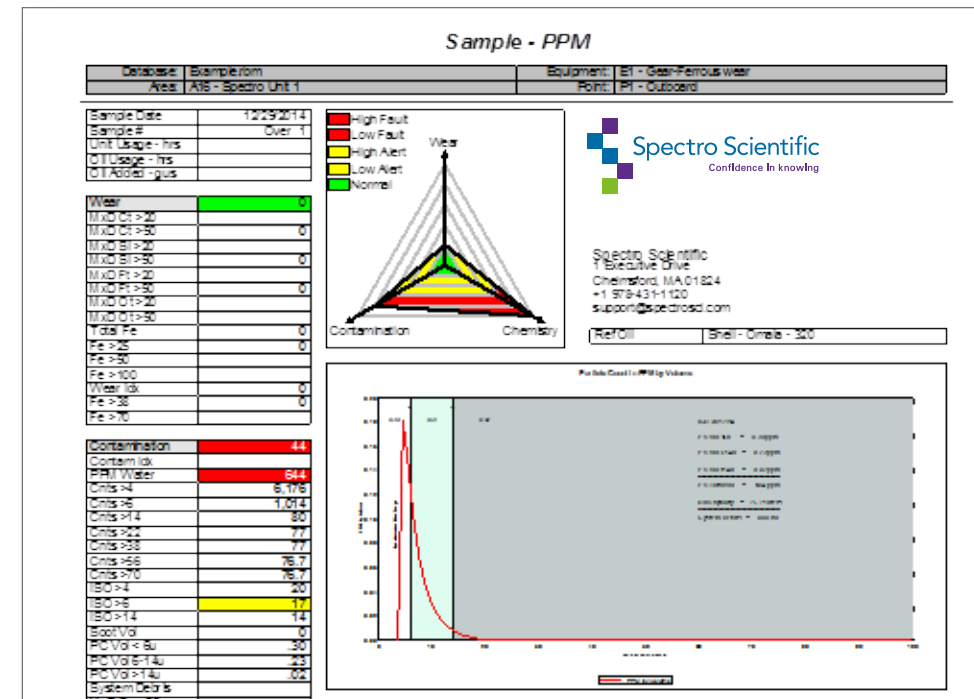 Sample - PPM
Database: Example.rbm Equipment: E1 - Gear-Ferrous wear
Area: A16 - Spectro Unit 1 Point: P1 - Outboard
Sample Date 12/29/2014
Sample # Over 1
Unit Usage - hrs
Oil Usage - hrs
Oil Added -
High Fault
Low Fault
High Alert
Low Alert
Normal
Wear
Contamination
Chemistry
Spectro Scientific
Confidence in knowing
Spectro Scientific
1 Executive Drive
Chelmsford, MA 01824
+1 978-431-1120
support@spectrosci.com
Ref Oil Shell - Omala - 320
Wear 0
MxD Ct >20
MxD Ct >50 0
MxD Sl >20
MxD Sl >50 0
MxD Ft >20
MxD Ft >50 0
MxD Ot >20
MxD Ot >50
Total Fe 0
Fe >25 0
Fe >50
Fe >100
Wear Idx 0
Fe >38 0
Fe >70
Contamination 44
Contam Idx
PPM Water 644
Cnts >4 6,176
Cnts >6 1,014
Cnts >14 80
Cnts >22 77
Cnts >38 77
Cnts >56 76.7
Cnts >70 76.7
ISO >4 20
ISO >6 17
ISO >14 14
Soot Vol 0
PC Vol < 6u .30
PC Vol 6-14u .23
PC Vol >14u .02
System Debris
Particle Count in PPM by Volume